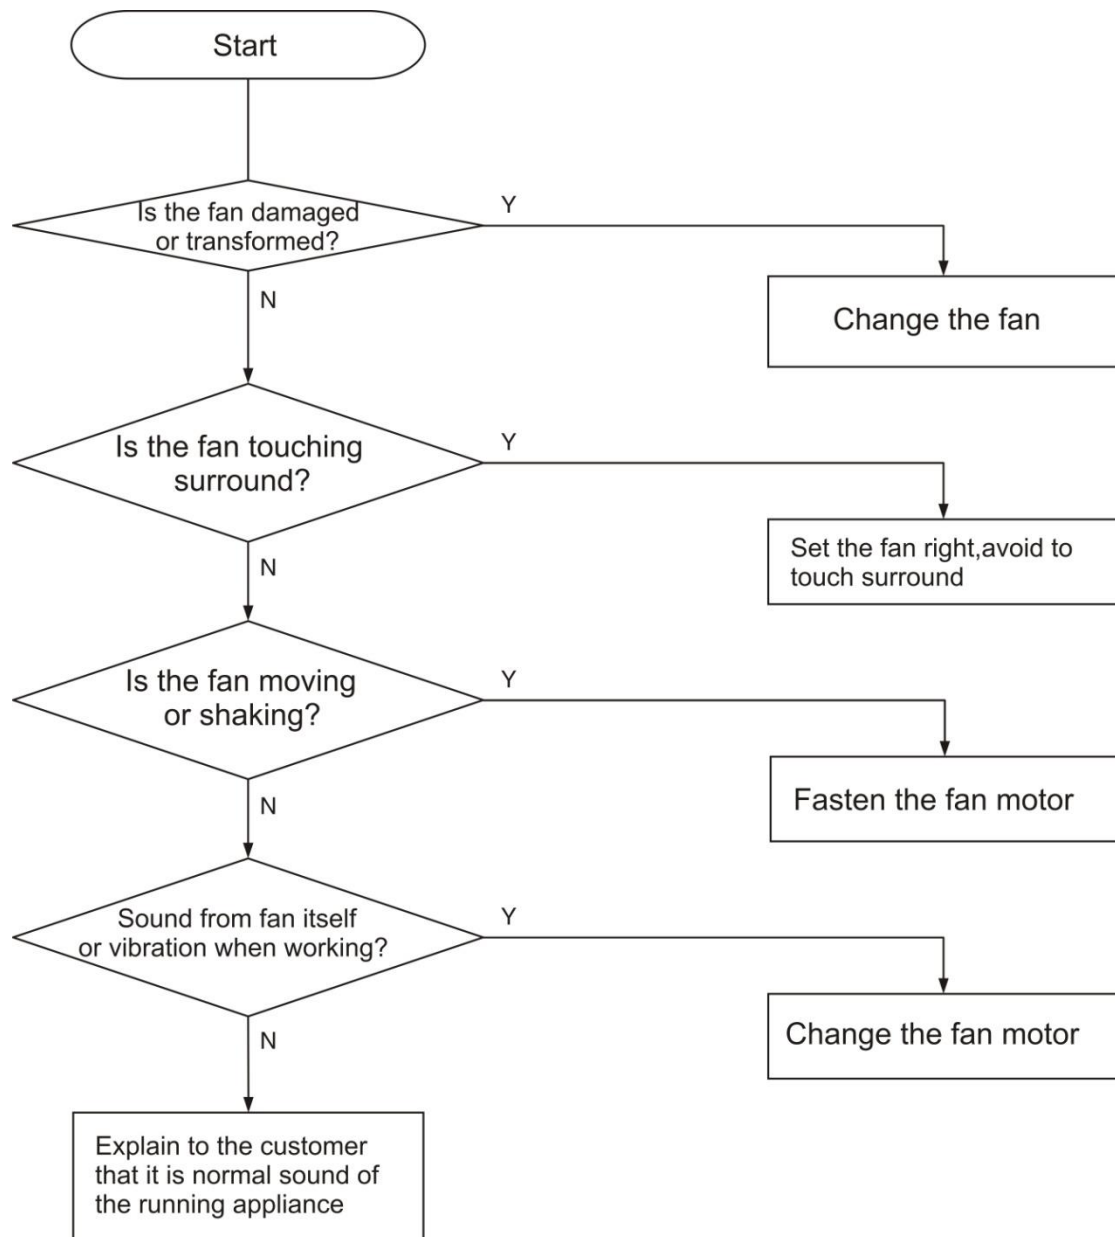 Start
Is the fan damaged
or transformed?
Y
N
Change the fan
Is the fan touching
surround?
Y
N
Set the fan right,avoid to
touch surround
Is the fan moving
or shaking?
Y
N
Fasten the fan motor
Sound from fan itself
or vibration when working?
Y
N
Change the fan motor
Explain to the customer
that it is normal sound of
the running appliance